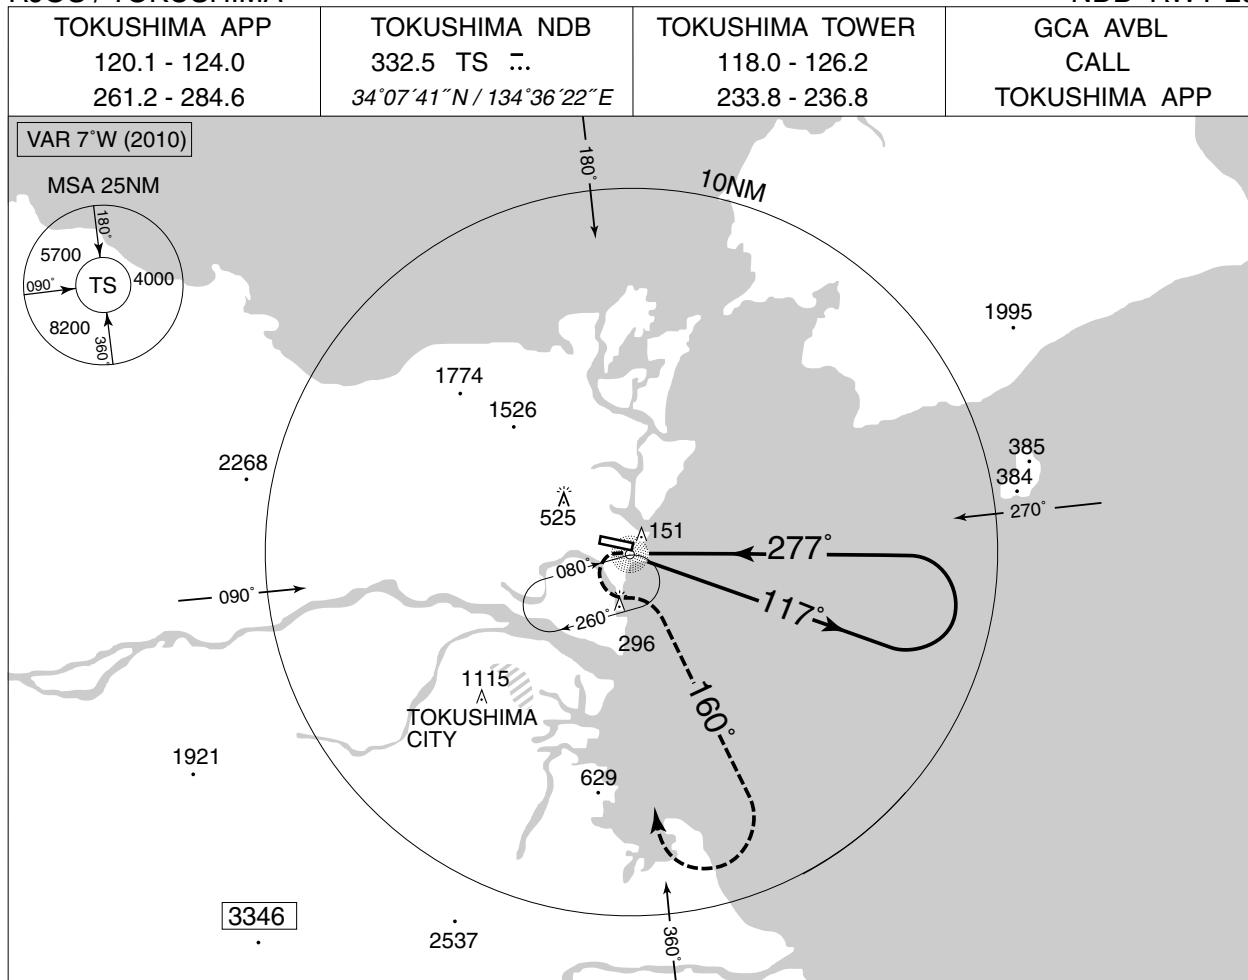 TOKUSHIMA APP
120.1 - 124.0
261.2 - 284.6
TOKUSHIMA NDB
332.5 TS
34°07´41˝N / 134°36´22˝E
TOKUSHIMA TOWER
118.0 - 126.2
233.8 - 236.8
GCA AVBL
CALL
TOKUSHIMA APP
VAR 7°W (2010)
MSA 25NM
180°
5700
4000
090°
TS
8200
360°
180°
10NM
1995
1774
1526
2268
385
384
525
151
270°
277°
080°
090°
117°
260°
296
1115
TOKUSHIMA
CITY
160°
1921
629
3346
2537
360°